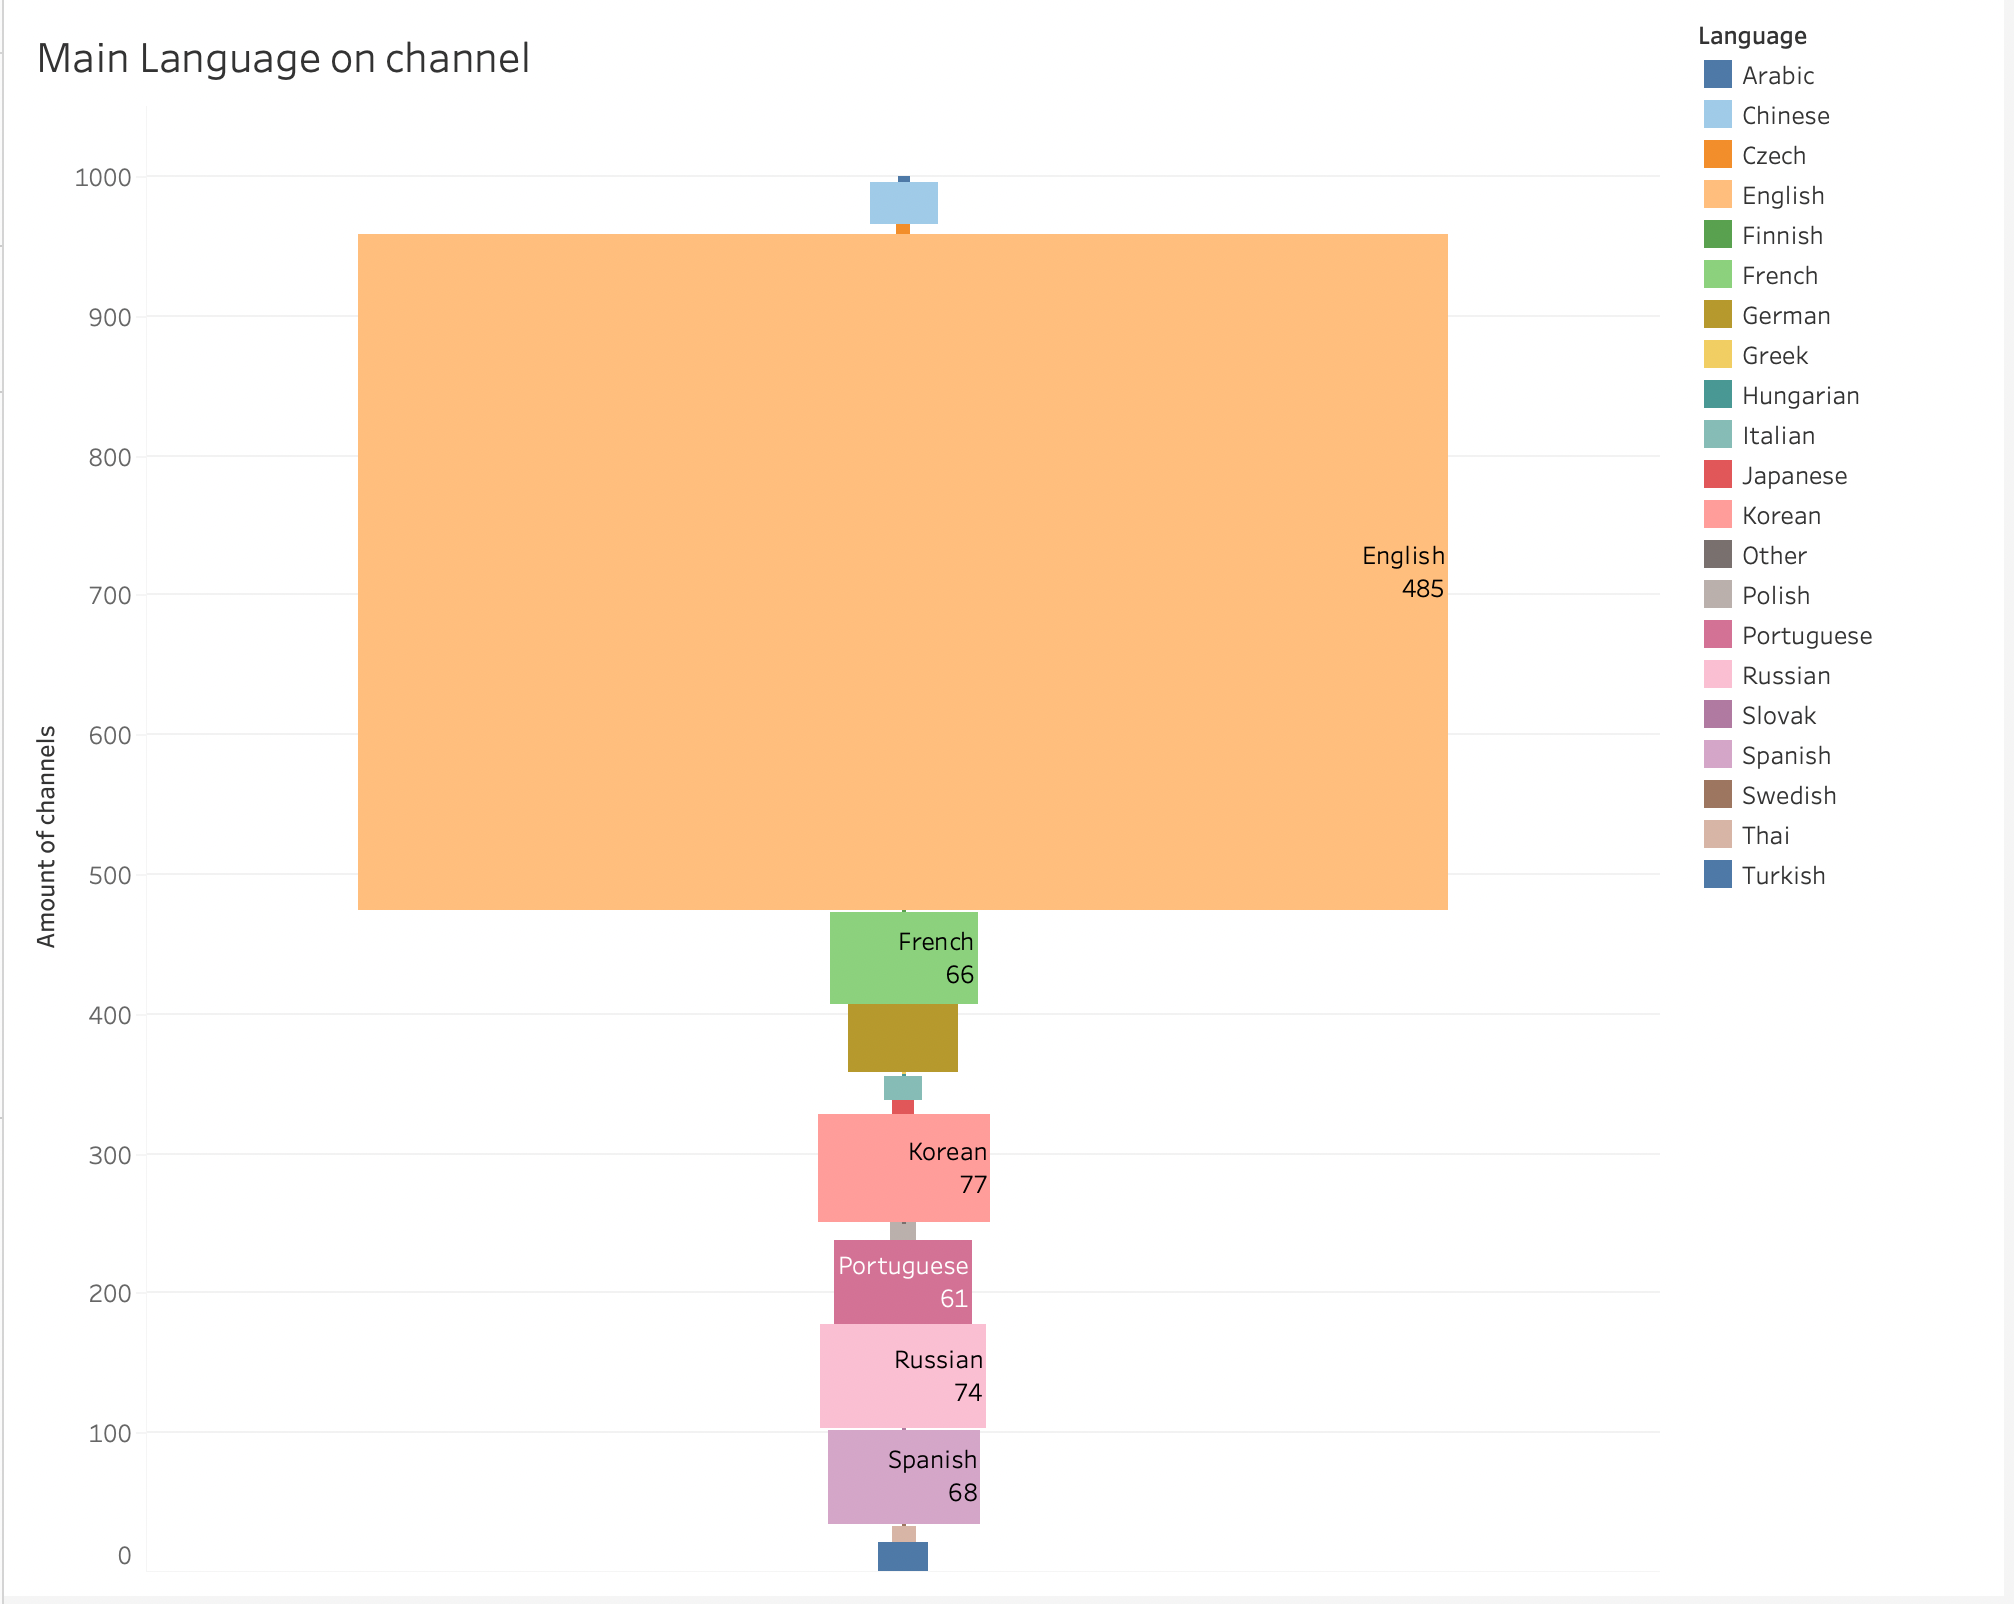 Main Language on channel
Amount of channels
1000
900
800
700
600
500
400
300
200
100
0
English
485
French
66
Korean
77
Portuguese
61
Russian
74
Spanish
68
Language
Arabic
Chinese
Czech
English
Finnish
French
German
Greek
Hungarian
Italian
Japanese
Korean
Other
Polish
Portuguese
Russian
Slovak
Spanish
Swedish
Thai
Turkish